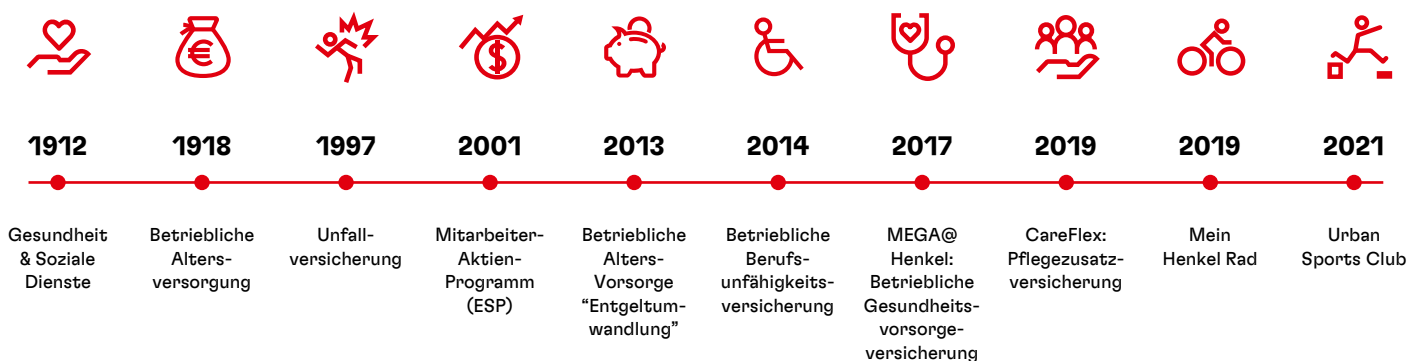 €
$
1912
1918
1997
2001
2013
2014
2017
2019
2019
2021
Gesundheit
& Soziale
Dienste
Betriebliche
Alters-
versorgung
Unfall-
versicherung
Mitarbeiter-
Aktien-
Programm
(ESP)
Betriebliche
Alters-
Vorsorge
“Entgeltum-
wandlung”
Betriebliche
Berufs-
unfähigkeits-
versicherung
MEGA@
Henkel:
Betriebliche
Gesundheits-
vorsorge-
versicherung
CareFlex:
Pflegezusatz-
versicherung
Mein
Henkel Rad
Urban
Sports Club